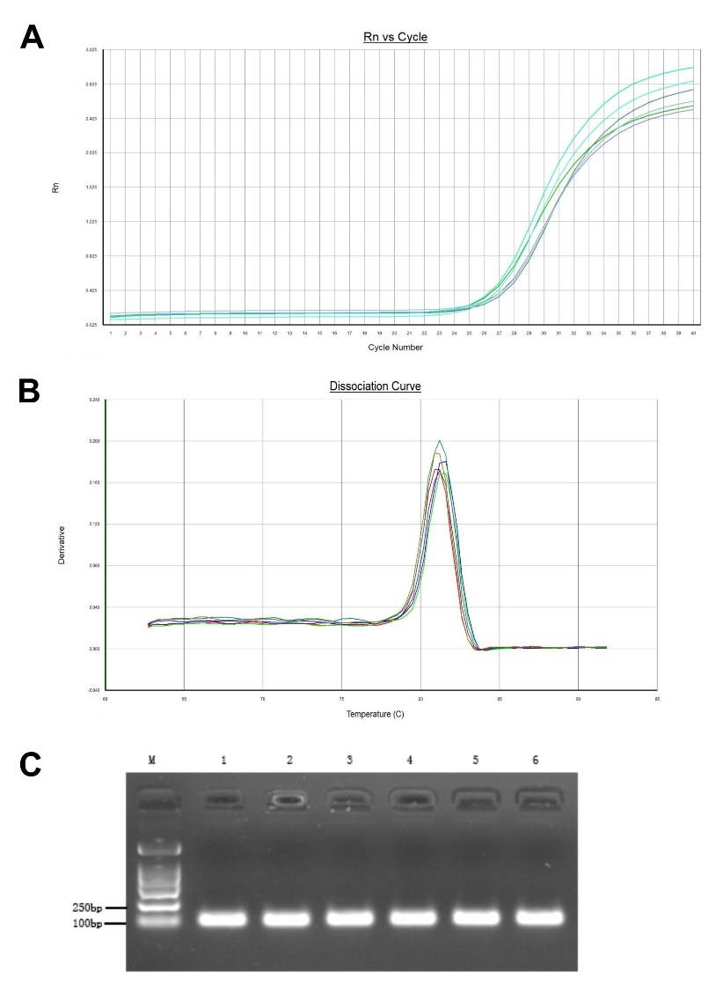 A
Rn vs Cycle
3.225
2.825
2.425
2.025
1.625
1.225
0.825
0.425
0.025
Rn
1 2 3 4 5 6 7 8 9 10 11 12 13 14 15 16 17 18 19 20 21 22 23 24 25 26 27 28 29 30 31 32 33 34 35 36 37 38 39 40
Cycle Number
B
Dissociation Curve
0.240
0.200
0.160
0.120
0.080
0.040
0.000
-0.040
Derivative
60 65 70 75 80 85 90 95
Temperature (C)
C
M 1 2 3 4 5 6
250bp
100bp